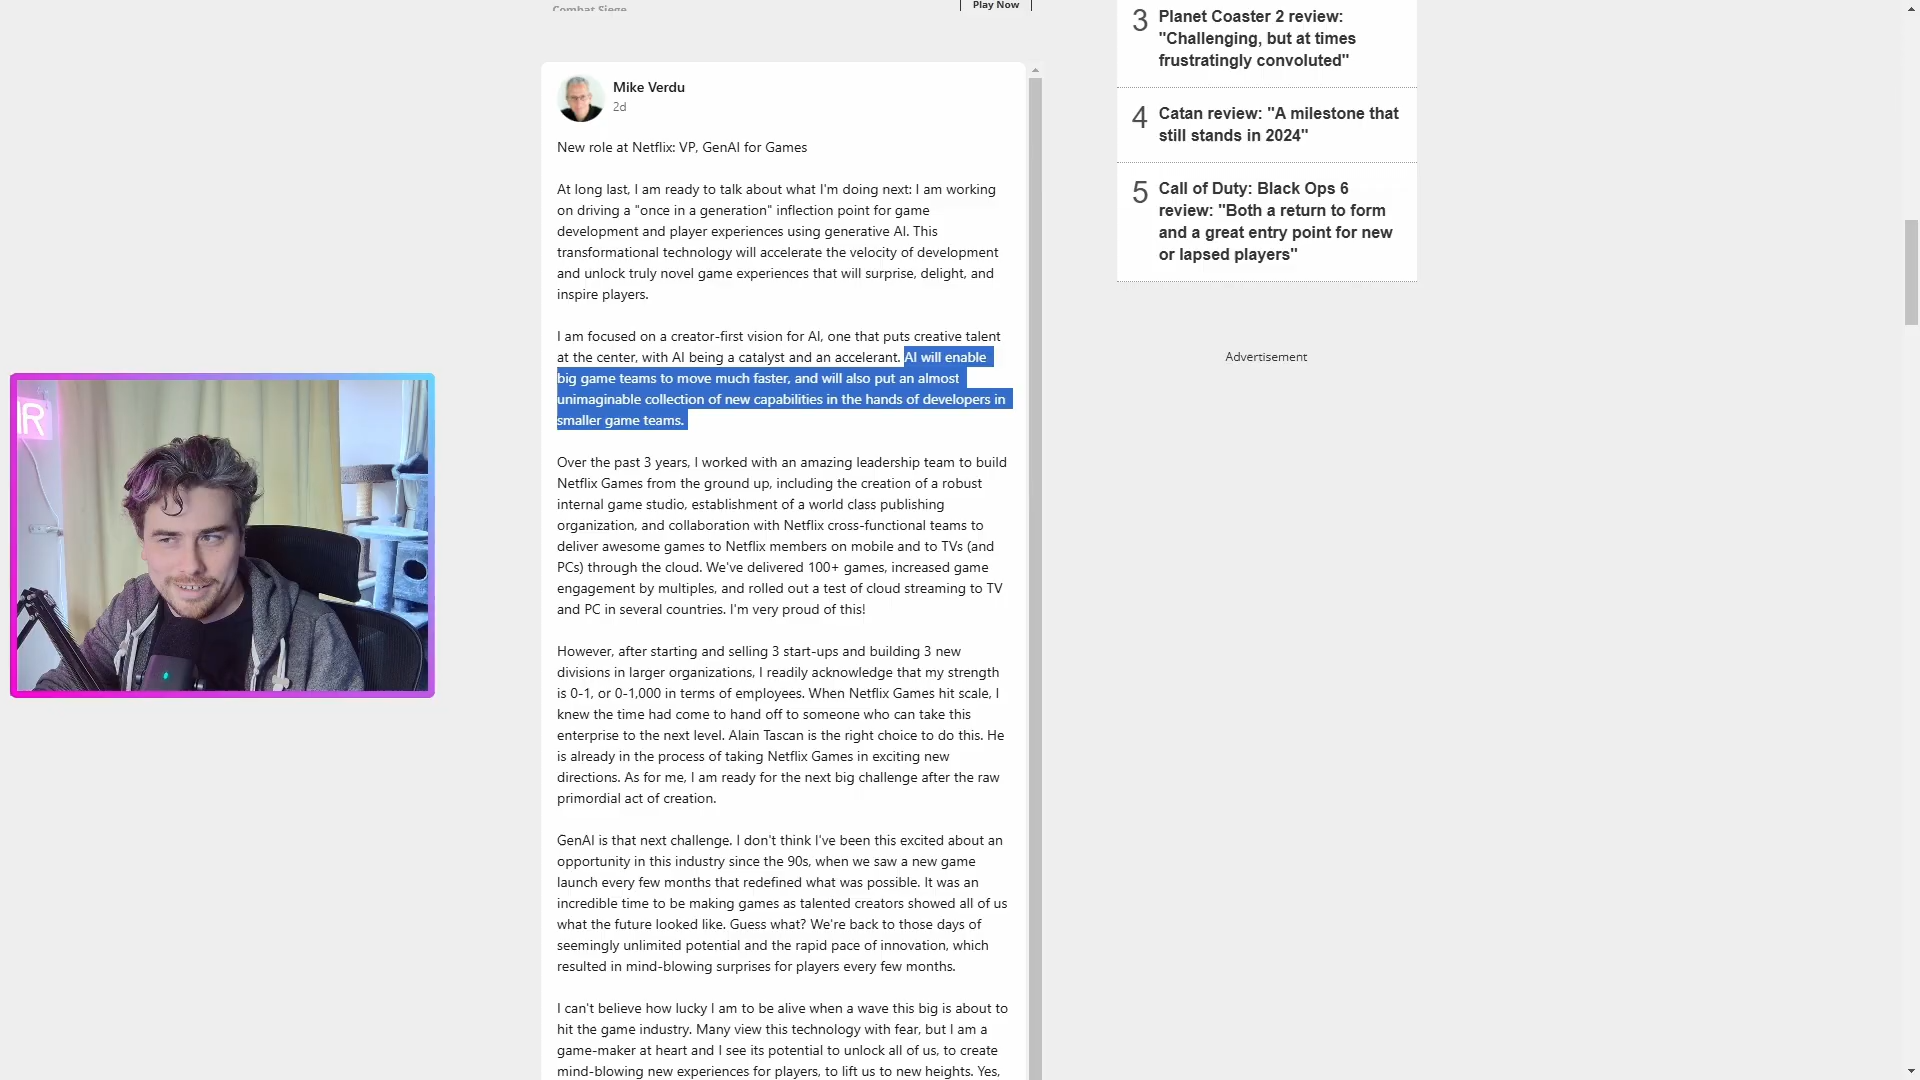 Combat Siege
Play Now
Mike Verdu
2d
New role at Netflix: VP, GenAI for Games
At long last, I am ready to talk about what I'm doing next: I am working
on driving a "once in a generation" inflection point for game
development and player experiences using generative AI. This
transformational technology will accelerate the velocity of development
and unlock truly novel game experiences that will surprise, delight, and
inspire players.
I am focused on a creator-first vision for AI, one that puts creative talent
at the center, with AI being a catalyst and an accelerant. AI will enable
big game teams to move much faster, and will also put an almost
unimaginable collection of new capabilities in the hands of developers in
smaller game teams.
Over the past 3 years, I worked with an amazing leadership team to build
Netflix Games from the ground up, including the creation of a robust
internal game studio, establishment of a world class publishing
organization, and collaboration with Netflix cross-functional teams to
deliver awesome games to Netflix members on mobile and to TVs (and
PCs) through the cloud. We've delivered 100+ games, increased game
engagement by multiples, and rolled out a test of cloud streaming to TV
and PC in several countries. I'm very proud of this!
However, after starting and selling 3 start-ups and building 3 new
divisions in larger organizations, I readily acknowledge that my strength
is 0-1, or 0-1,000 in terms of employees. When Netflix Games hit scale, I
knew the time had come to hand off to someone who can take this
enterprise to the next level. Alain Tascan is the right choice to do this. He
is already in the process of taking Netflix Games in exciting new
directions. As for me, I am ready for the next big challenge after the raw
primordial act of creation.
GenAI is that next challenge. I don't think I've been this excited about an
opportunity in this industry since the 90s, when we saw a new game
launch every few months that redefined what was possible. It was an
incredible time to be making games as talented creators showed all of us
what the future looked like. Guess what? We're back to those days of
seemingly unlimited potential and the rapid pace of innovation, which
resulted in mind-blowing surprises for players every few months.
I can't believe how lucky I am to be alive when a wave this big is about to
hit the game industry. Many view this technology with fear, but I am a
game-maker at heart and I see its potential to unlock all of us, to create
mind-blowing new experiences for players, to lift us to new heights. Yes,
3 Planet Coaster 2 review:
"Challenging, but at times
frustratingly convoluted"
4 Catan review: "A milestone that
still stands in 2024"
5 Call of Duty: Black Ops 6
review: "Both a return to form
and a great entry point for new
or lapsed players"
Advertisement
R